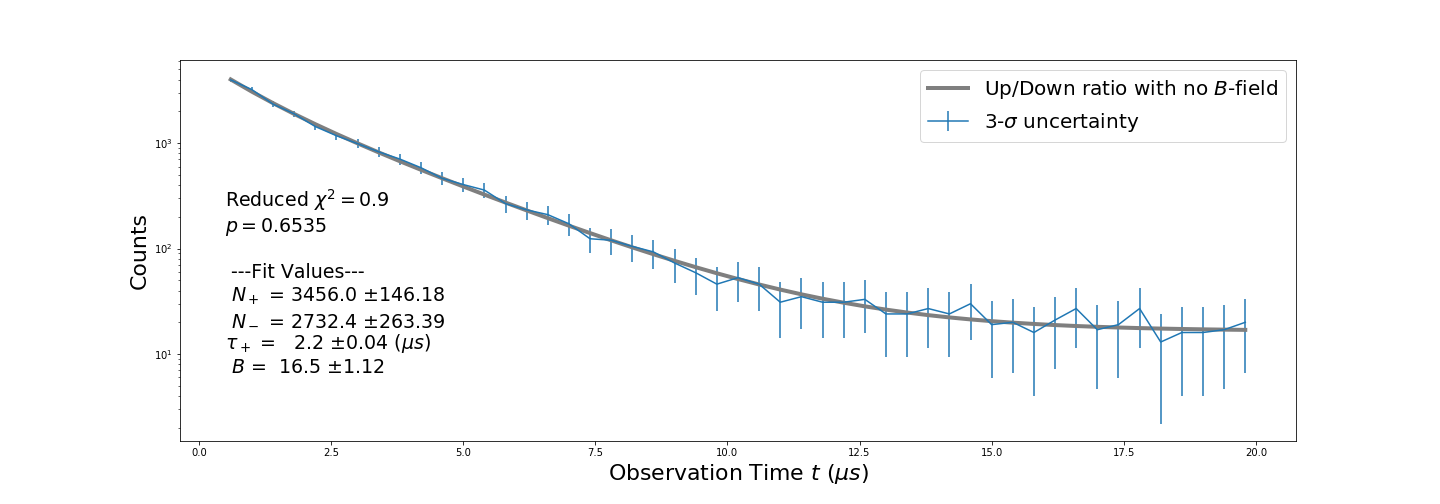 Up/Down ratio with no B-field
3-σ uncertainty
10³
Reduced χ² = 0.9
p = 0.6535
10²
Counts
---Fit Values---
N₊ = 3456.0 ±146.18
N₋ = 2732.4 ±263.39
τ₊ = 2.2 ±0.04 (μs)
10¹
B = 16.5 ±1.12
0.0 2.5 5.0 7.5 10.0 12.5 15.0 17.5 20.0
Observation Time t (μs)